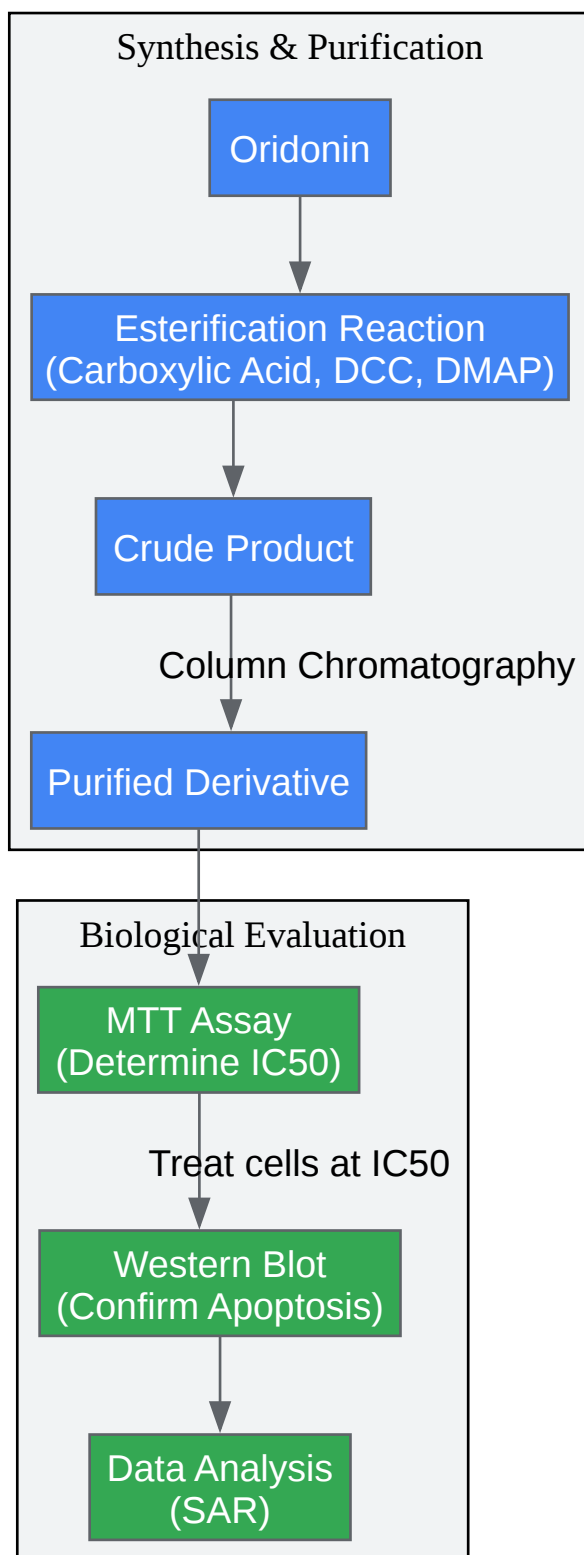 Synthesis & Purification
Oridonin
Esterification Reaction
(Carboxylic Acid, DCC, DMAP)
Crude Product
Column Chromatography
Purified Derivative
Biological Evaluation
MTT Assay
(Determine IC50)
Treat cells at IC50
Western Blot
(Confirm Apoptosis)
Data Analysis
(SAR)